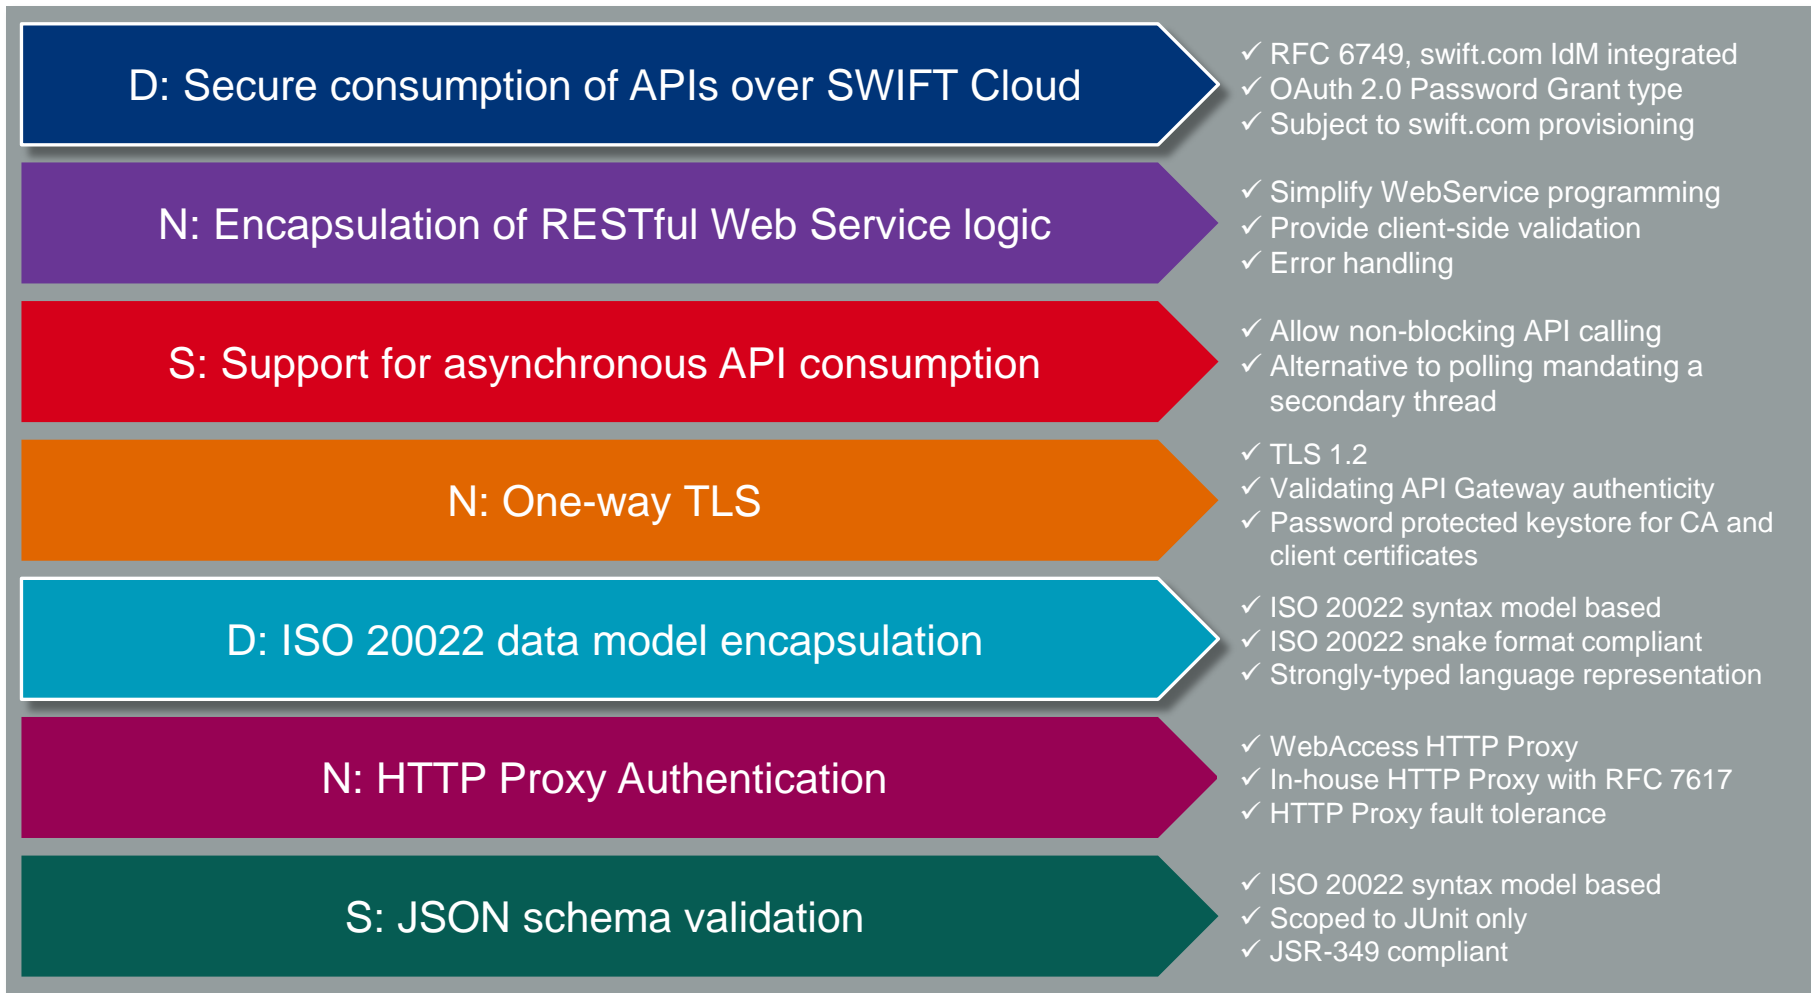 D: Secure consumption of APIs over SWIFT Cloud
✓ RFC 6749, swift.com IdM integrated
✓ OAuth 2.0 Password Grant type
✓ Subject to swift.com provisioning
N: Encapsulation of RESTful Web Service logic
✓ Simplify WebService programming
✓ Provide client-side validation
✓ Error handling
S: Support for asynchronous API consumption
✓ Allow non-blocking API calling
✓ Alternative to polling mandating a
secondary thread
N: One-way TLS
✓ TLS 1.2
✓ Validating API Gateway authenticity
✓ Password protected keystore for CA and
client certificates
D: ISO 20022 data model encapsulation
✓ ISO 20022 syntax model based
✓ ISO 20022 snake format compliant
✓ Strongly-typed language representation
N: HTTP Proxy Authentication
✓ WebAccess HTTP Proxy
✓ In-house HTTP Proxy with RFC 7617
✓ HTTP Proxy fault tolerance
S: JSON schema validation
✓ ISO 20022 syntax model based
✓ Scoped to JUnit only
✓ JSR-349 compliant